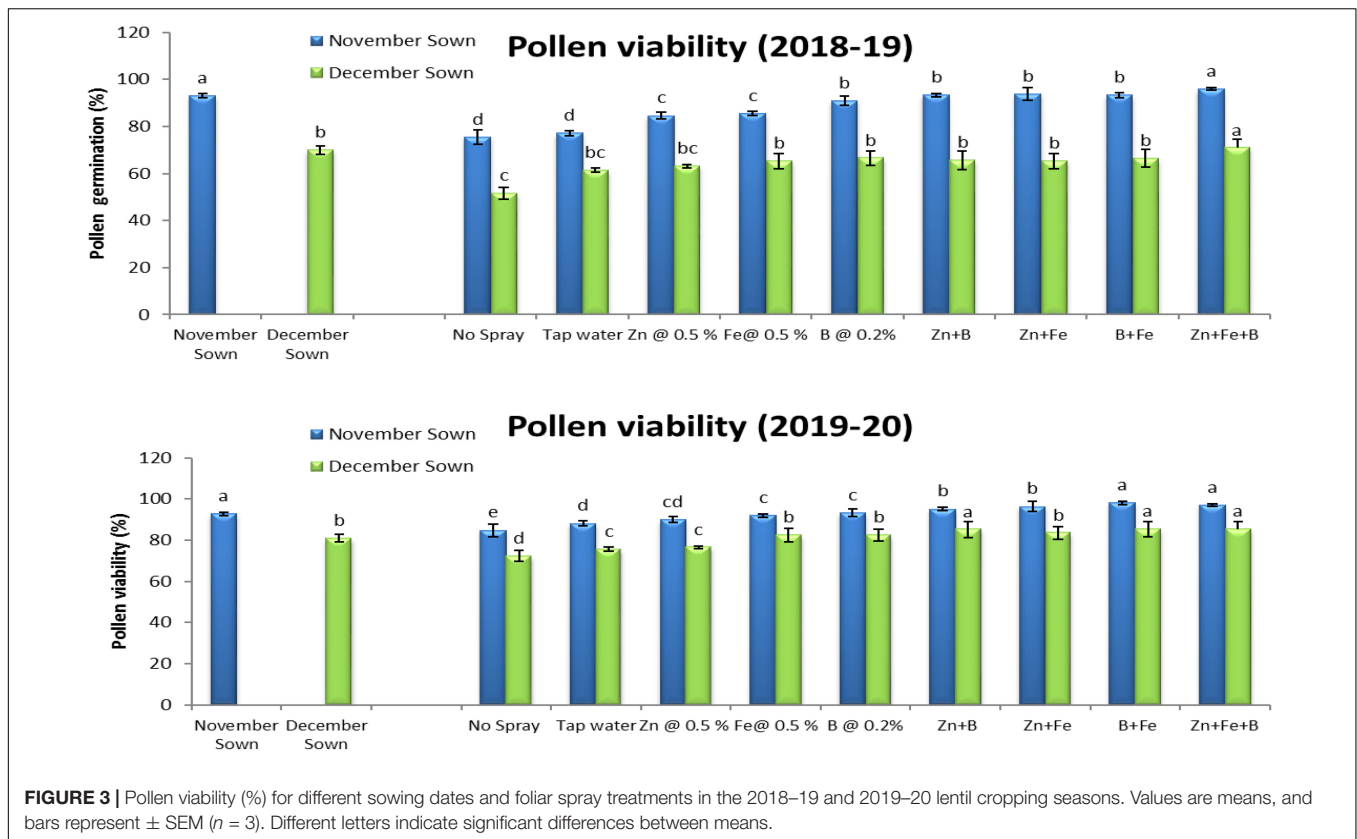 Pollen viability (2018-19)
November Sown
December Sown
Pollen germination (%)
120
100
80
60
40
20
0
a
b
d
c
d
bc
c
bc
c
b
b
b
b
b
b
b
b
b
a
a
November Sown
December Sown
No Spray
Tap water
Zn @ 0.5 %
Fe@ 0.5 %
B @ 0.2%
Zn+B
Zn+Fe
B+Fe
Zn+Fe+B
Pollen viability (2019-20)
November Sown
December Sown
Pollen viability (%)
120
100
80
60
40
20
0
a
b
e
d
d
c
cd
c
c
b
c
b
b
a
b
b
a
a
a
a
November Sown
December Sown
No Spray
Tap water
Zn @ 0.5 %
Fe@ 0.5 %
B @ 0.2%
Zn+B
Zn+Fe
B+Fe
Zn+Fe+B
FIGURE 3 | Pollen viability (%) for different sowing dates and foliar spray treatments in the 2018–19 and 2019–20 lentil cropping seasons. Values are means, and
bars represent ± SEM (n = 3). Different letters indicate significant differences between means.